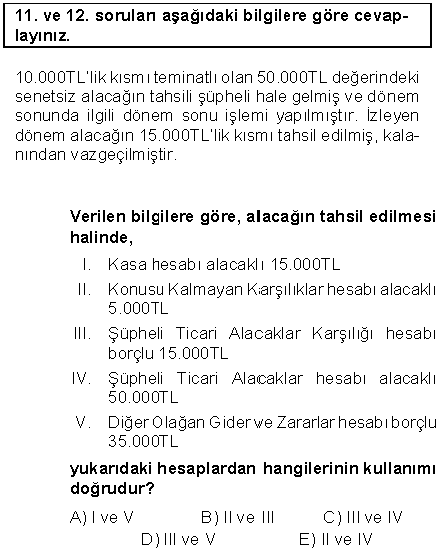 11. ve 12. soruları aşağıdaki bilgilere göre cevap-
layınız.
10.000TL'lik kısmı teminatlı olan 50.000TL değerindeki
senetsiz alacağın tahsili şüpheli hale gelmiş ve dönem
sonunda ilgili dönem sonu işlemi yapılmıştır. İzleyen
dönem alacağın 15.000TL'lik kısmı tahsil edilmiş, kala-
nından vazgeçilmiştir.
Verilen bilgilere göre, alacağın tahsil edilmesi
halinde,
I. Kasa hesabı alacaklı 15.000TL
II. Konusu Kalmayan Karşılıklar hesabı alacaklı
5.000TL
III. Şüpheli Ticari Alacaklar Karşılığı hesabı
borçlu 15.000TL
IV. Şüpheli Ticari Alacaklar hesabı alacaklı
50.000TL
V. Diğer Olağan Gider ve Zararlar hesabı borçlu
35.000TL
yukarıdaki hesaplardan hangilerinin kullanımı
doğrudur?
A) I ve V B) II ve III C) III ve IV
D) III ve V E) II ve IV